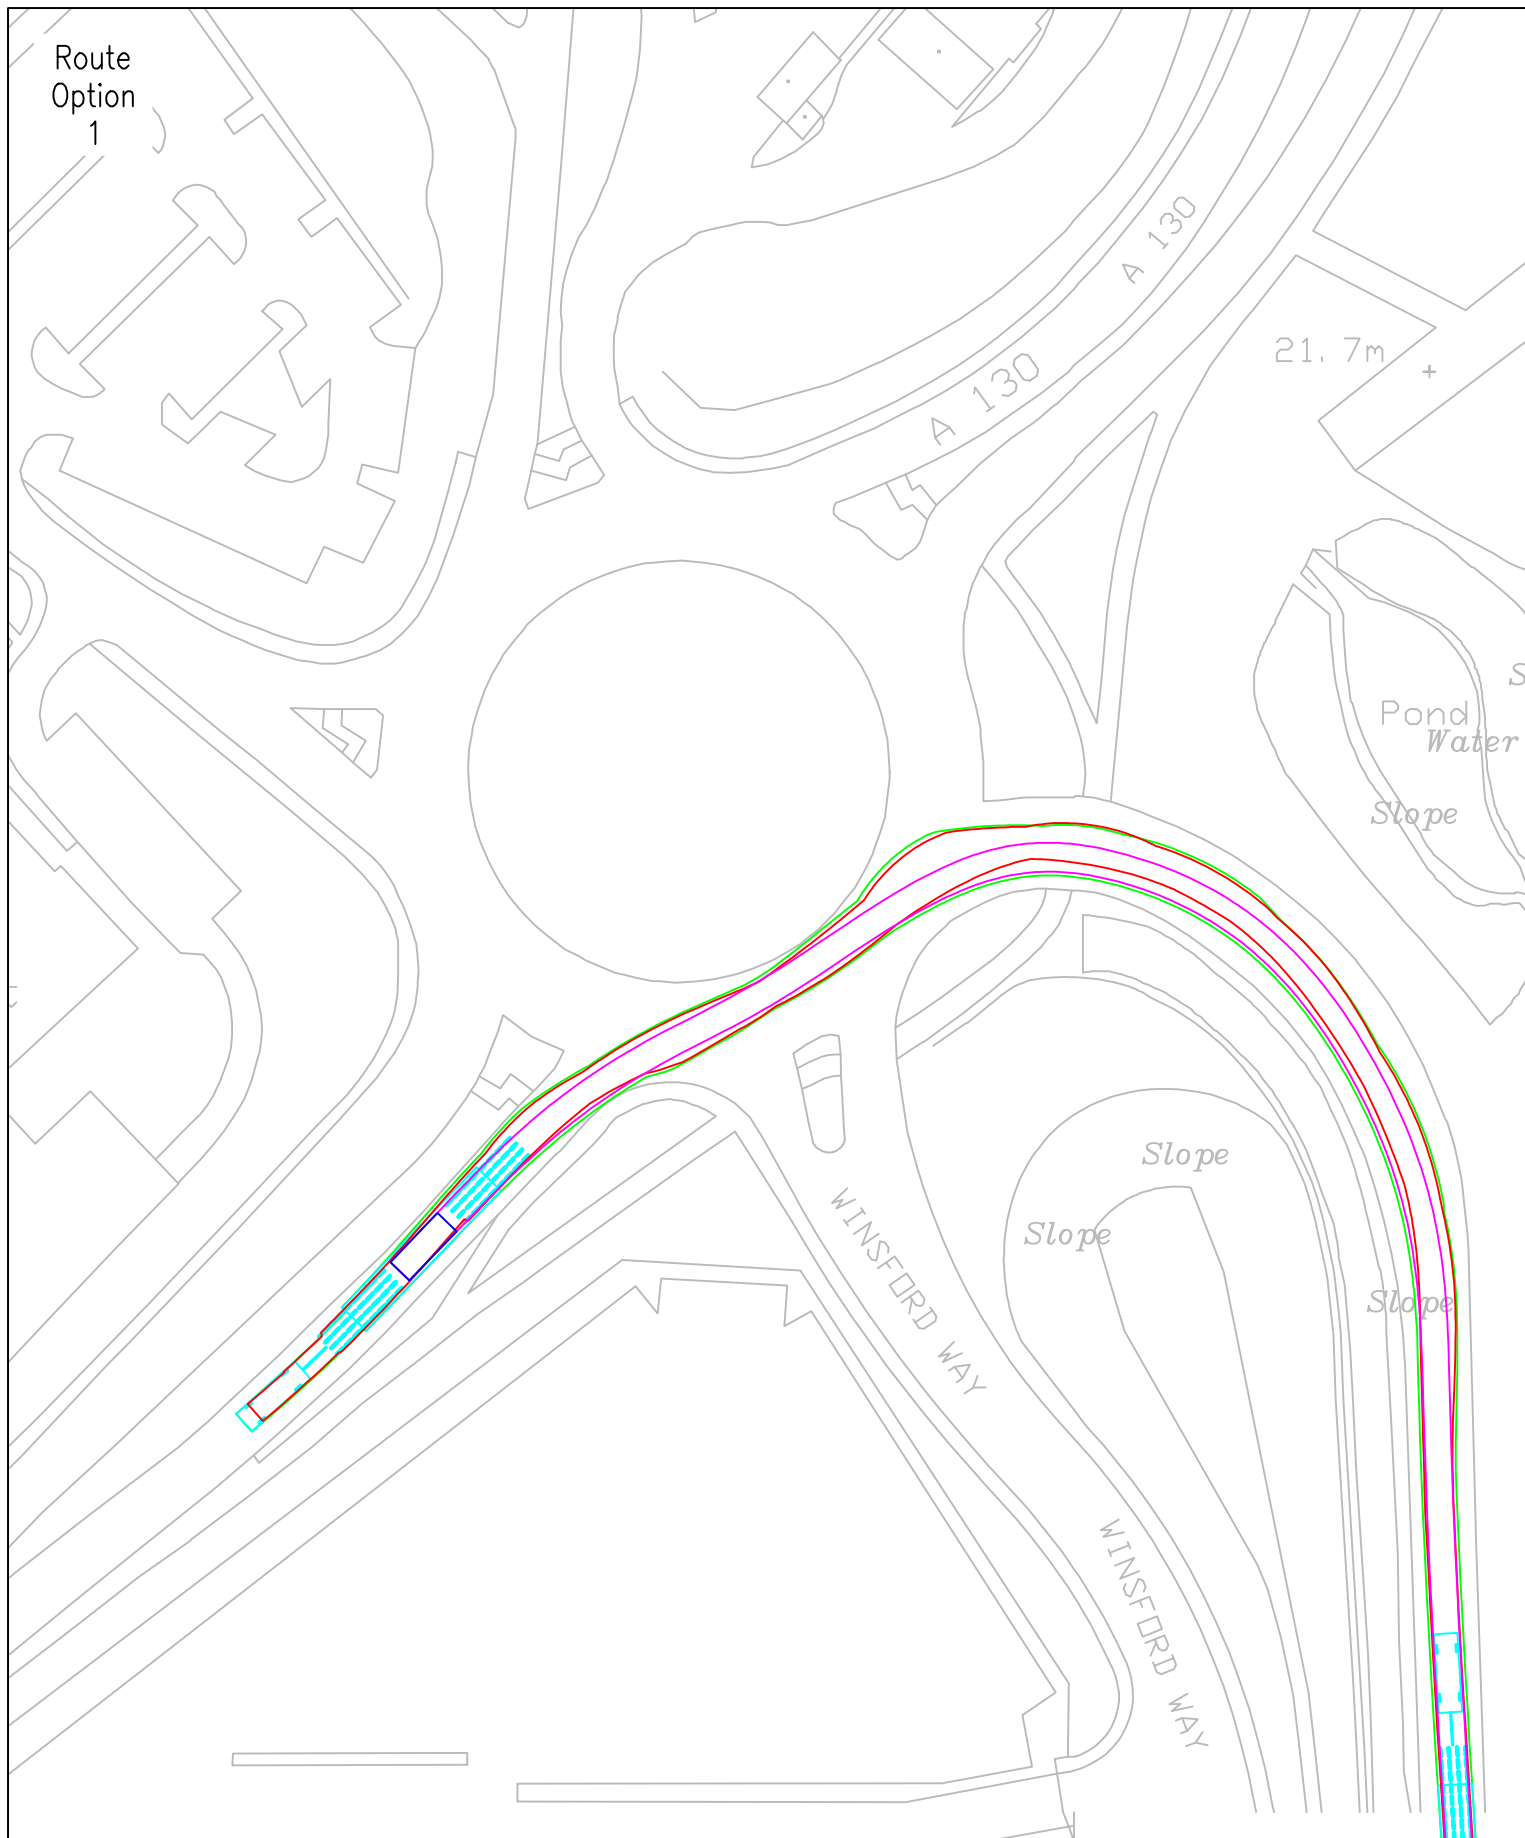 Route
Option
1
A 130
A 130
21. 7m
+
S
Pond
Water
Slope
Slope
Slope
Slope
WINSFORD WAY
WINSFORD WAY